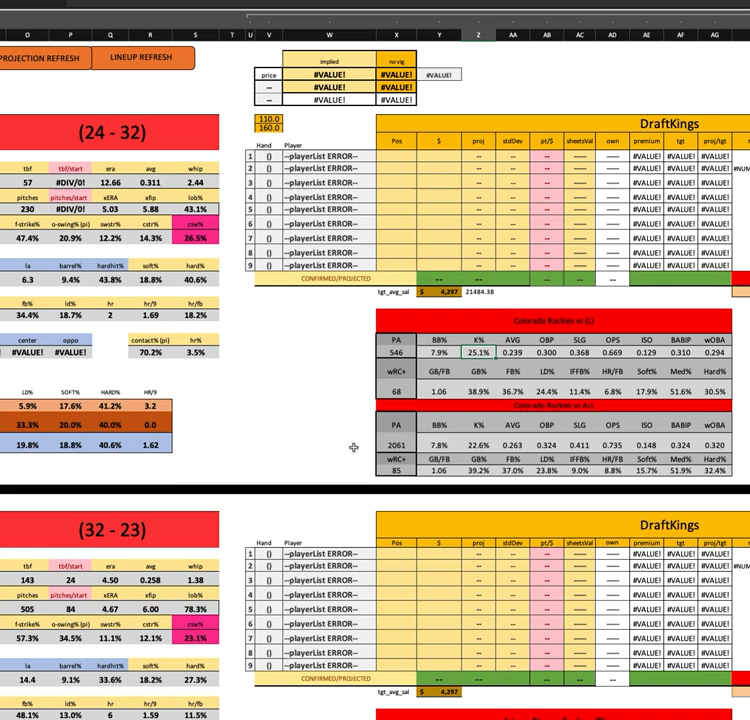 O P Q R S T U V W X Y Z AA AB AC AD AE AF AG
PROJECTION REFRESH LINEUP REFRESH
implied no vig
price #VALUE! #VALUE! #VALUE!
-- #VALUE! #VALUE!
-- #VALUE! #VALUE!
110.0
160.0
(24 - 32) DraftKings
Pos $ proj stdDev pt/$ sheetsVal own premium tgt proj/tgt
Hand Player
tbf tbf/start era avg whip
57 #DIV/0! 12.66 0.311 2.44
pitches pitches/start xERA xfip lob%
230 #DIV/0! 5.03 5.88 43.1%
f-strike% o-swing% (pi) swstr% cstr% csw%
47.4% 20.9% 12.2% 14.3% 26.5%
1 () --playerList ERROR-- -- -- -- ----- ----- #VALUE! #VALUE! #VALUE!
2 () --playerList ERROR-- -- -- -- ----- ----- #VALUE! #VALUE! #VALUE! #NUM
3 () --playerList ERROR-- -- -- -- ----- ----- #VALUE! #VALUE! #VALUE!
4 () --playerList ERROR-- -- -- -- ----- ----- #VALUE! #VALUE! #VALUE!
5 () --playerList ERROR-- -- -- -- ----- ----- #VALUE! #VALUE! #VALUE!
6 () --playerList ERROR-- -- -- -- ----- ----- #VALUE! #VALUE! #VALUE!
7 () --playerList ERROR-- -- -- -- ----- ----- #VALUE! #VALUE! #VALUE!
8 () --playerList ERROR-- -- -- -- ----- ----- #VALUE! #VALUE! #VALUE!
9 () --playerList ERROR-- -- -- -- ----- ----- #VALUE! #VALUE! #VALUE!
la barrel% hardhit% soft% hard%
6.3 9.4% 43.8% 18.8% 40.6%
CONFIRMED/PROJECTED -- -- --
tgt_avg_sal $ 4,297 21484.38
fb% ld% hr hr/9 hr/fb
34.4% 18.7% 2 1.69 18.2%
center oppo contact% (pi) hr%
#VALUE! #VALUE! 70.2% 3.5%
LD% SOFT% HARD% HR/9
5.9% 17.6% 41.2% 3.2
33.3% 20.0% 40.0% 0.0
19.8% 18.8% 40.6% 1.62
Colorado Rockies vs (L)
PA BB% K% AVG OBP SLG OPS ISO BABIP wOBA
546 7.9% 25.1% 0.239 0.300 0.368 0.669 0.129 0.310 0.294
wRC+ GB/FB GB% FB% LD% IFFB% HR/FB Soft% Med% Hard%
68 1.06 38.9% 36.7% 24.4% 11.4% 6.8% 17.9% 51.6% 30.5%
Colorado Rockies vs ALL
PA BB% K% AVG OBP SLG OPS ISO BABIP wOBA
2061 7.8% 22.6% 0.263 0.324 0.411 0.735 0.148 0.324 0.320
wRC+ GB/FB GB% FB% LD% IFFB% HR/FB Soft% Med% Hard%
85 1.06 39.2% 37.0% 23.8% 9.0% 8.8% 15.7% 51.9% 32.4%
(32 - 23) DraftKings
Hand Player Pos $ proj stdDev pt/$ sheetsVal own premium tgt proj/tgt
tbf tbf/start era avg whip
143 24 4.50 0.258 1.38
pitches pitches/start xERA xfip lob%
505 84 4.67 6.00 78.3%
f-strike% o-swing% (pi) swstr% cstr% csw%
57.3% 34.5% 11.1% 12.1% 23.1%
1 () --playerList ERROR-- -- -- -- ----- ----- #VALUE! #VALUE! #VALUE!
2 () --playerList ERROR-- -- -- -- ----- ----- #VALUE! #VALUE! #VALUE! #NUM
3 () --playerList ERROR-- -- -- -- ----- ----- #VALUE! #VALUE! #VALUE!
4 () --playerList ERROR-- -- -- -- ----- ----- #VALUE! #VALUE! #VALUE!
5 () --playerList ERROR-- -- -- -- ----- ----- #VALUE! #VALUE! #VALUE!
6 () --playerList ERROR-- -- -- -- ----- ----- #VALUE! #VALUE! #VALUE!
7 () --playerList ERROR-- -- -- -- ----- ----- #VALUE! #VALUE! #VALUE!
8 () --playerList ERROR-- -- -- -- ----- ----- #VALUE! #VALUE! #VALUE!
9 () --playerList ERROR-- -- -- -- ----- ----- #VALUE! #VALUE! #VALUE!
la barrel% hardhit% soft% hard%
14.4 9.1% 33.6% 18.2% 27.3%
CONFIRMED/PROJECTED -- -- --
tgt_avg_sal $ 4,297
fb% ld% hr hr/9 hr/fb
48.1% 13.0% 6 1.59 11.5%